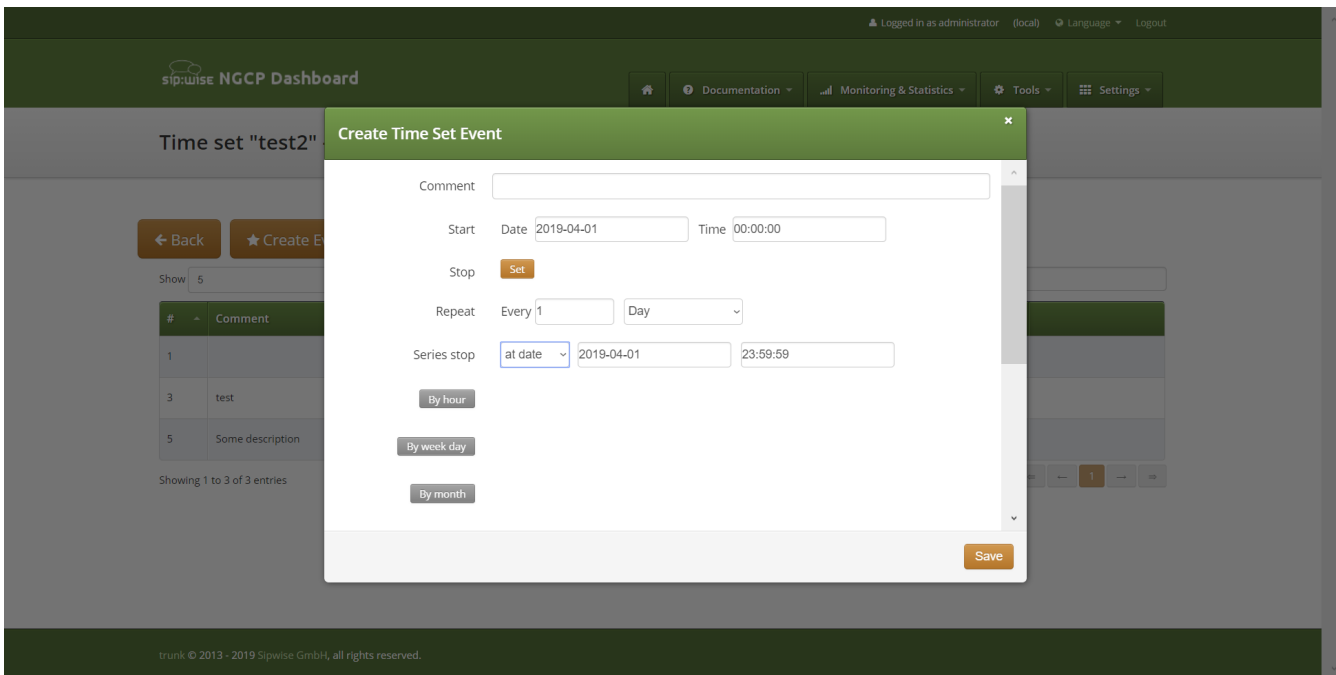 Logged in as administrator (local) Language Logout
sip:wise NGCP Dashboard
Documentation Monitoring & Statistics Tools Settings
Time set "test2"
Create Time Set Event ×
Comment
Start Date 2019-04-01 Time 00:00:00
Back Create
Stop Set
Show 5
Repeat Every 1 Day
# Comment
Series stop at date 2019-04-01 23:59:59
1
3 test
By hour
5 Some description
By week day
Showing 1 to 3 of 3 entries
1
By month
Save
trunk © 2013 - 2019 Sipwise GmbH, all rights reserved.